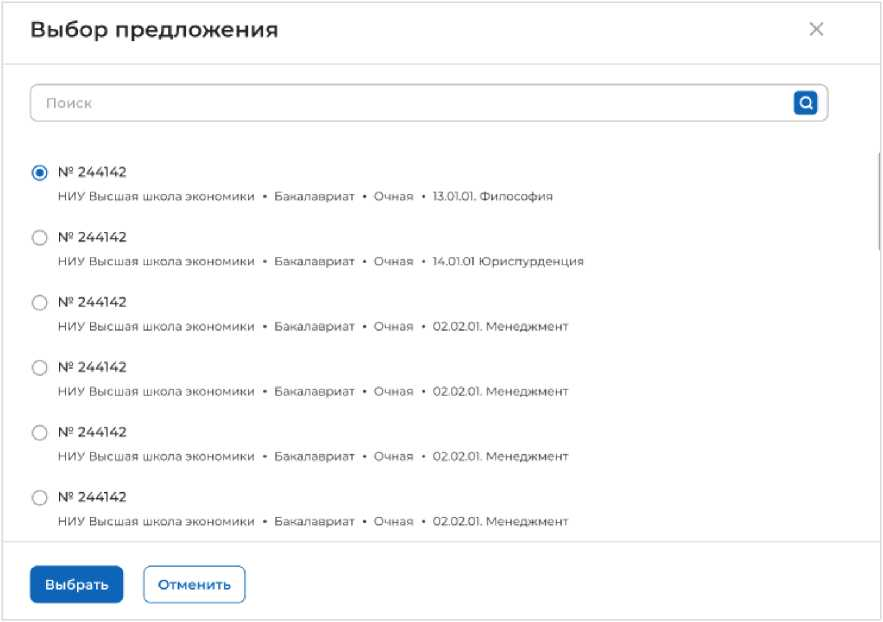 Выбор предложения
Поиск
№ 244142
НИУ Высшая школа экономики • Бакалавриат • Очная • 13.01.01. Философия
№ 244142
НИУ Высшая школа экономики • Бакалавриат • Очная • 14.01.01 Юриспурденция
№ 244142
НИУ Высшая школа экономики • Бакалавриат • Очная • 02.02.01. Менеджмент
№ 244142
НИУ Высшая школа экономики • Бакалавриат • Очная • 02.02.01. Менеджмент
№ 244142
НИУ Высшая школа экономики • Бакалавриат • Очная • 02.02.01. Менеджмент
№ 244142
НИУ Высшая школа экономики • Бакалавриат • Очная • 02.02.01. Менеджмент
Выбрать Отменить